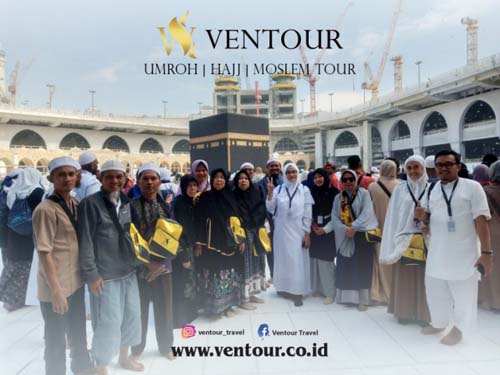 VENTOUR
UMROH | HAJJ | MOSLEM TOUR
ventour_travel Ventour Travel
www.ventour.co.id